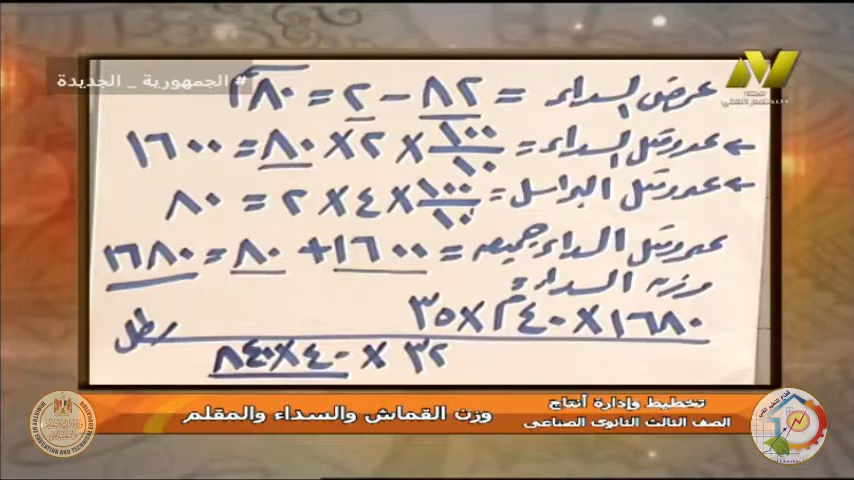 # الجمهورية _ الجديدة
عرض السداء = ٨٢ - ٢ = ٨٠ م
← عدد فتل السداء = ١٠٠/١٠ × ٢ × ٨٠ = ١٦٠٠
← عدد فتل البراسل = ١٠٠/١٠ × ٤ × ٢ = ٨٠
عدد فتل السداء جميعه = ١٦٠٠ + ٨٠ = ١٦٨٠
وزن السداء =
١٦٨٠ × ٤٠ م × ٣٥
٨٤٠ × ٤٠ × ٣٢
رطل
تخطيط وإدارة أنتاج
الصف الثالث الثانوى الصناعى
وزن القماش والسداء والمقلم